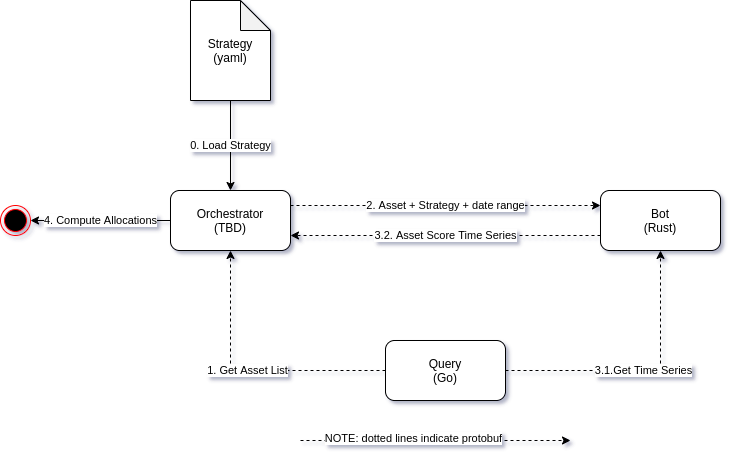 Strategy
(yaml)
0. Load Strategy
Orchestrator
(TBD)
2. Asset + Strategy + date range
Bot
(Rust)
4. Compute Allocations
3.2. Asset Score Time Series
Query
(Go)
1. Get Asset List
3.1.Get Time Series
NOTE: dotted lines indicate protobuf